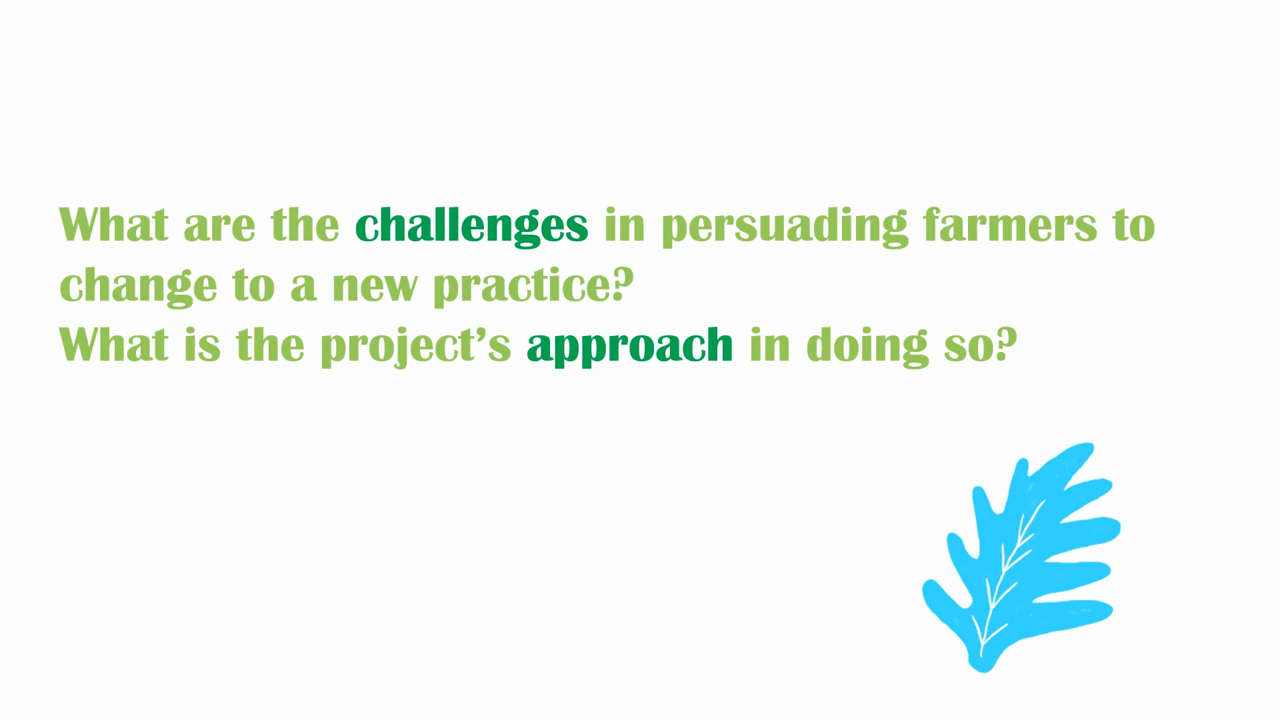 What are the challenges in persuading farmers to
change to a new practice?
What is the project’s approach in doing so?